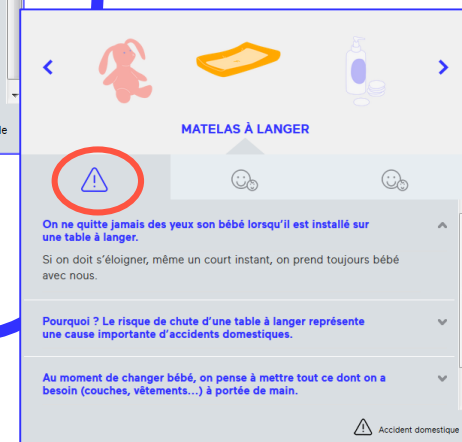 le
MATELAS À LANGER
On ne quitte jamais des yeux son bébé lorsqu'il est installé sur
une table à langer.
Si on doit s'éloigner, même un court instant, on prend toujours bébé
avec nous.
Pourquoi ? Le risque de chute d'une table à langer représente
une cause importante d'accidents domestiques.
Au moment de changer bébé, on pense à mettre tout ce dont on a
besoin (couches, vêtements...) à portée de main.
Accident domestique